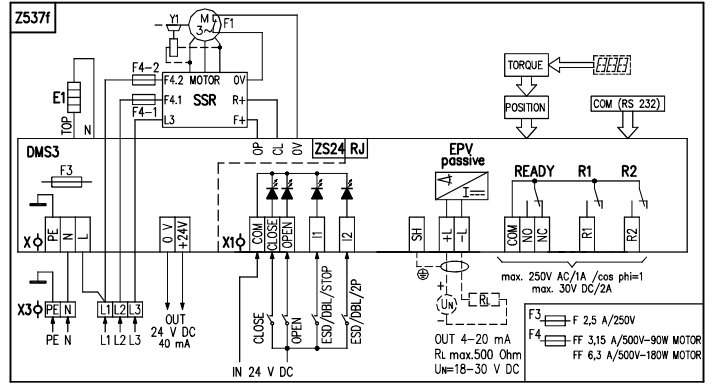 Z537f
Y1
M
3~
F1
F4-2
F4.2 MOTOR 0V
E1
F4.1 SSR R+
F4-1
L3 F+
TORQUE
POSITION
COM (RS 232)
TOP
N
OP
CL
0V
DMS3
ZS24 RJ
EPV
passive
F3
I
READY R1 R2
X
PE
N
L
0 V
+24V
X1
COM
CLOSE
OPEN
I1
I2
SH
+L
-L
COM
NO
NC
R1
R2
max. 250V AC/1A /cos phi=1
max. 30V DC/2A
X3
PE N
L1 L2 L3
PE N
L1 L2 L3
OUT
24 V DC
40 mA
CLOSE
OPEN
ESD/DBL/STOP
ESD/DBL/2P
IN 24 V DC
+
UN
-
RL
OUT 4-20 mA
RL max.500 Ohm
UN=18-30 V DC
F3
F 2,5 A/250V
F4
FF 3,15 A/500V-90W MOTOR
FF 6,3 A/500V-180W MOTOR